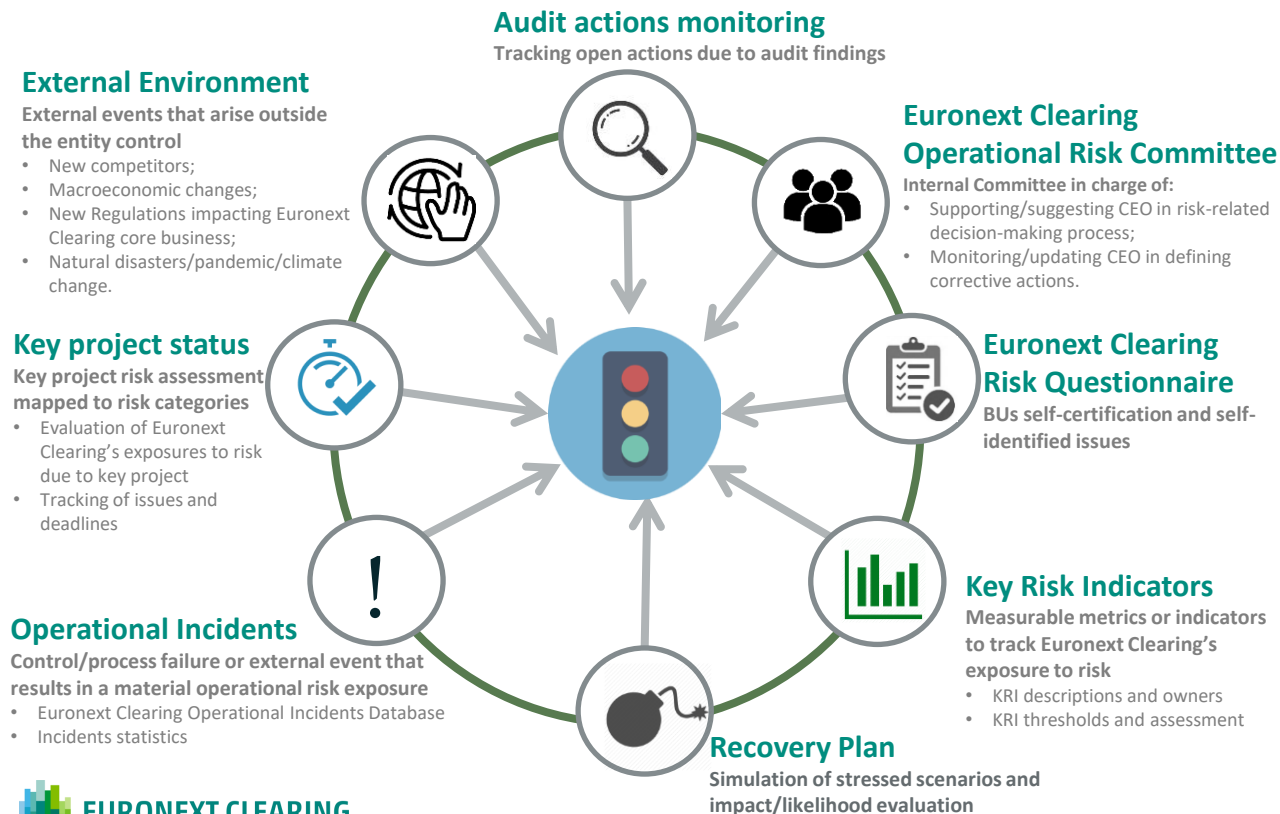 Audit actions monitoring
Tracking open actions due to audit findings
External Environment
External events that arise outside
the entity control
• New competitors;
• Macroeconomic changes;
• New Regulations impacting Euronext
Clearing core business;
• Natural disasters/pandemic/climate
change.
Euronext Clearing
Operational Risk Committee
Internal Committee in charge of:
• Supporting/suggesting CEO in risk-related
decision-making process;
• Monitoring/updating CEO in defining
corrective actions.
Key project status
Key project risk assessment
mapped to risk categories
• Evaluation of Euronext
Clearing’s exposures to risk
due to key project
• Tracking of issues and
deadlines
Euronext Clearing
Risk Questionnaire
BUs self-certification and self-
identified issues
!
Operational Incidents
Control/process failure or external event that
results in a material operational risk exposure
• Euronext Clearing Operational Incidents Database
• Incidents statistics
Key Risk Indicators
Measurable metrics or indicators
to track Euronext Clearing’s
exposure to risk
• KRI descriptions and owners
• KRI thresholds and assessment
Recovery Plan
Simulation of stressed scenarios and
impact/likelihood evaluation
EURONEXT CLEARING